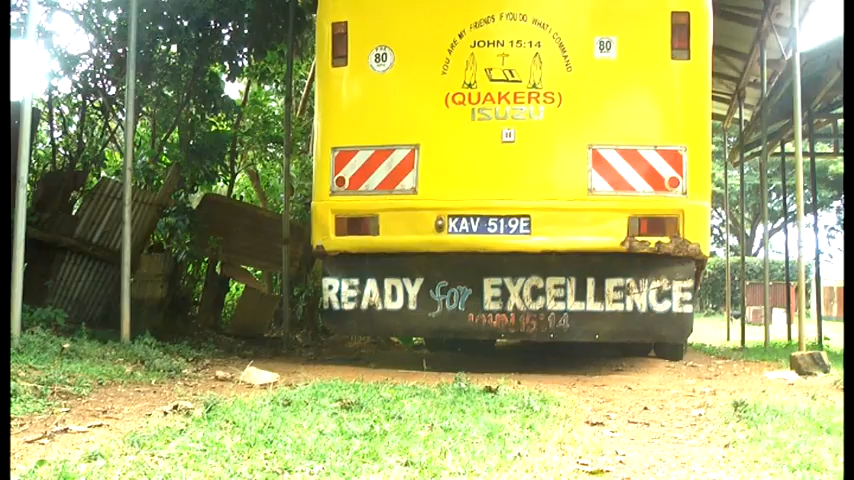 YOU ARE MY FRIENDS IF YOU DO WHAT I COMMAND
JOHN 15:14
80
80
(QUAKERS)
ISUZU
KAV 519E
READY for EXCELLENCE
JOHN 15:14